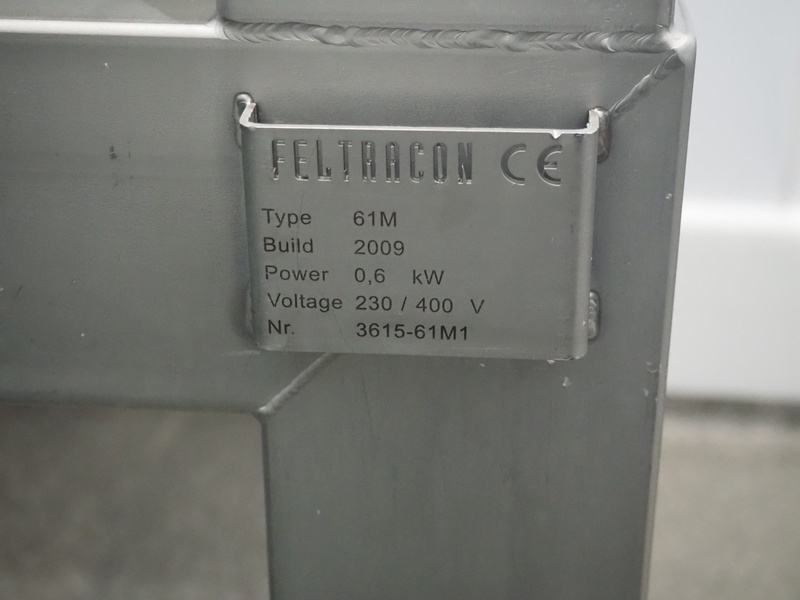 FELTRACON CE
Type 61M
Build 2009
Power 0,6 kW
Voltage 230 / 400 V
Nr. 3615-61M1